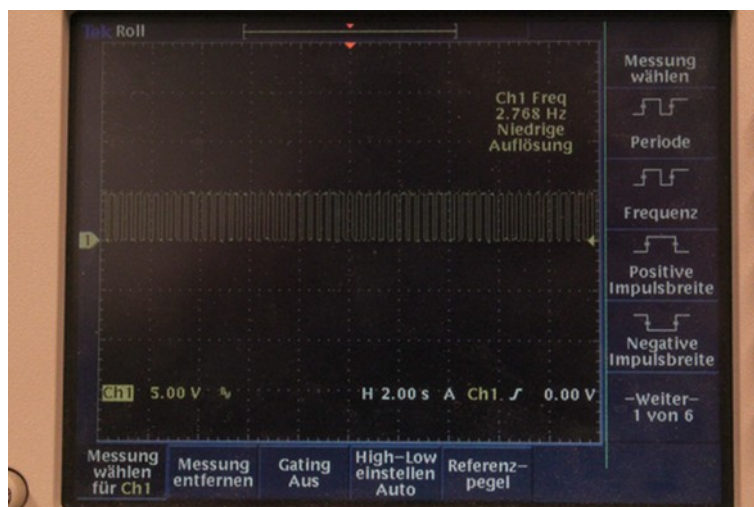 Tek Roll
Messung
wählen
Ch1 Freq
2.768 Hz
Niedrige
Auflösung
Periode
Frequenz
1
Positive
Impulsbreite
Negative
Impulsbreite
Ch1 5.00 V H 2.00 s A Ch1 0.00 V
-Weiter-
1 von 6
Messung
wählen
für Ch1
Messung
entfernen
Gating
Aus
High-Low
einstellen
Auto
Referenz-
pegel